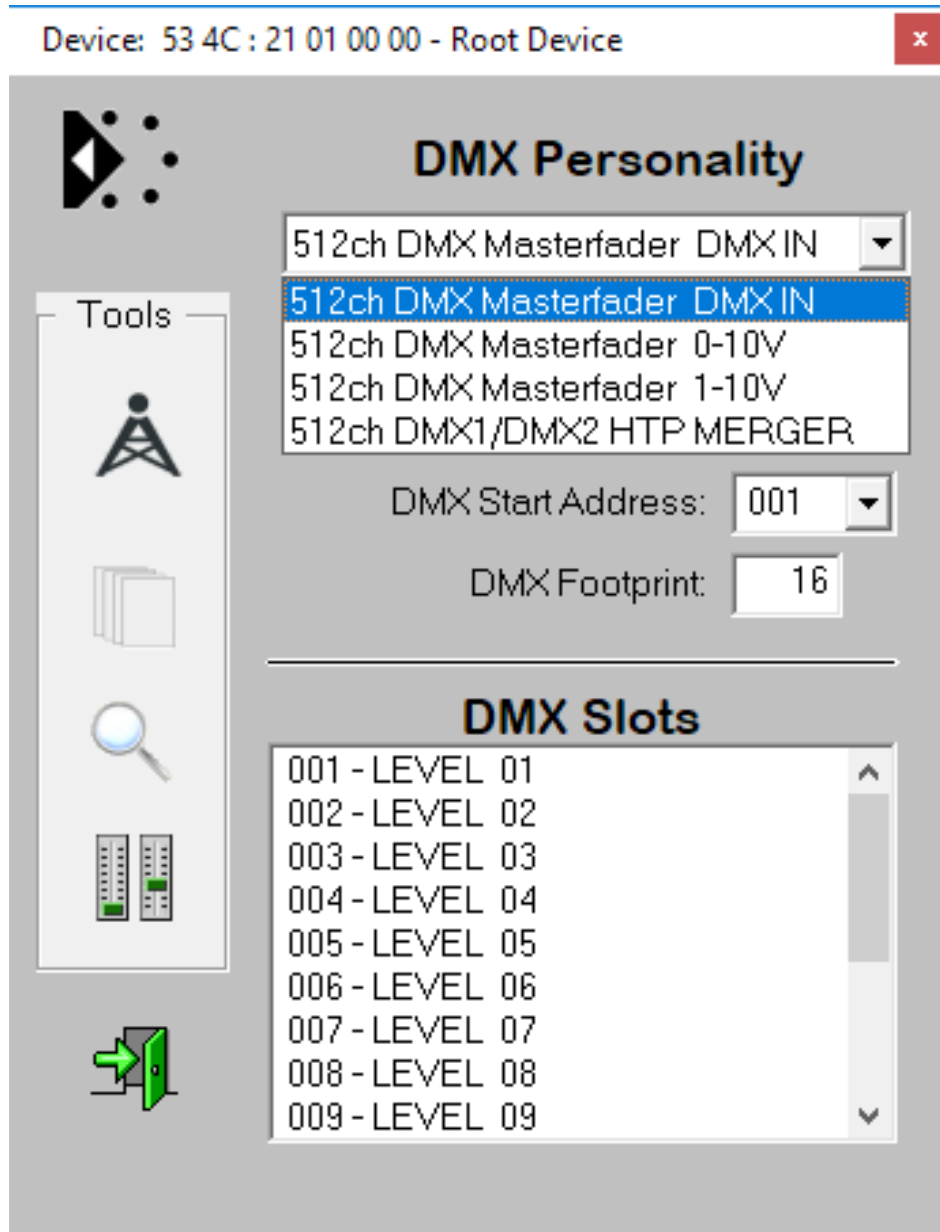 Device: 53 4C : 21 01 00 00 - Root Device
x
DMX Personality
512ch DMX Masterfader DMX IN
512ch DMX Masterfader DMX IN
512ch DMX Masterfader 0-10V
512ch DMX Masterfader 1-10V
512ch DMX1/DMX2 HTP MERGER
Tools
DMX Start Address: 001
DMX Footprint: 16
DMX Slots
001 - LEVEL 01
002 - LEVEL 02
003 - LEVEL 03
004 - LEVEL 04
005 - LEVEL 05
006 - LEVEL 06
007 - LEVEL 07
008 - LEVEL 08
009 - LEVEL 09